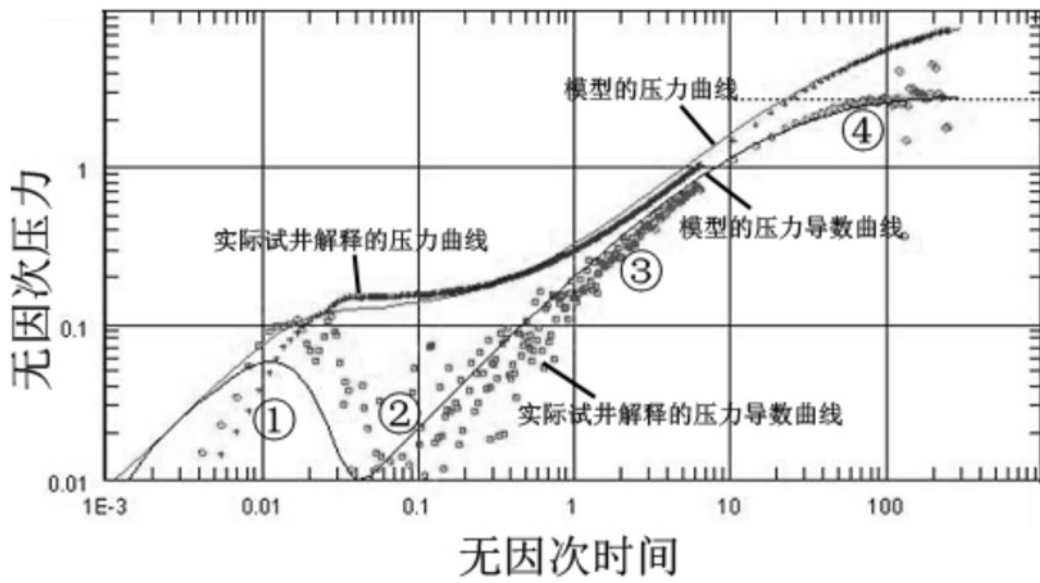 模型的压力曲线
④
1
无因次压力
实际试井解释的压力曲线
模型的压力导数曲线
③
0.1
①
②
实际试井解释的压力导数曲线
0.01
1E-3
0.01
0.1
1
10
100
无因次时间